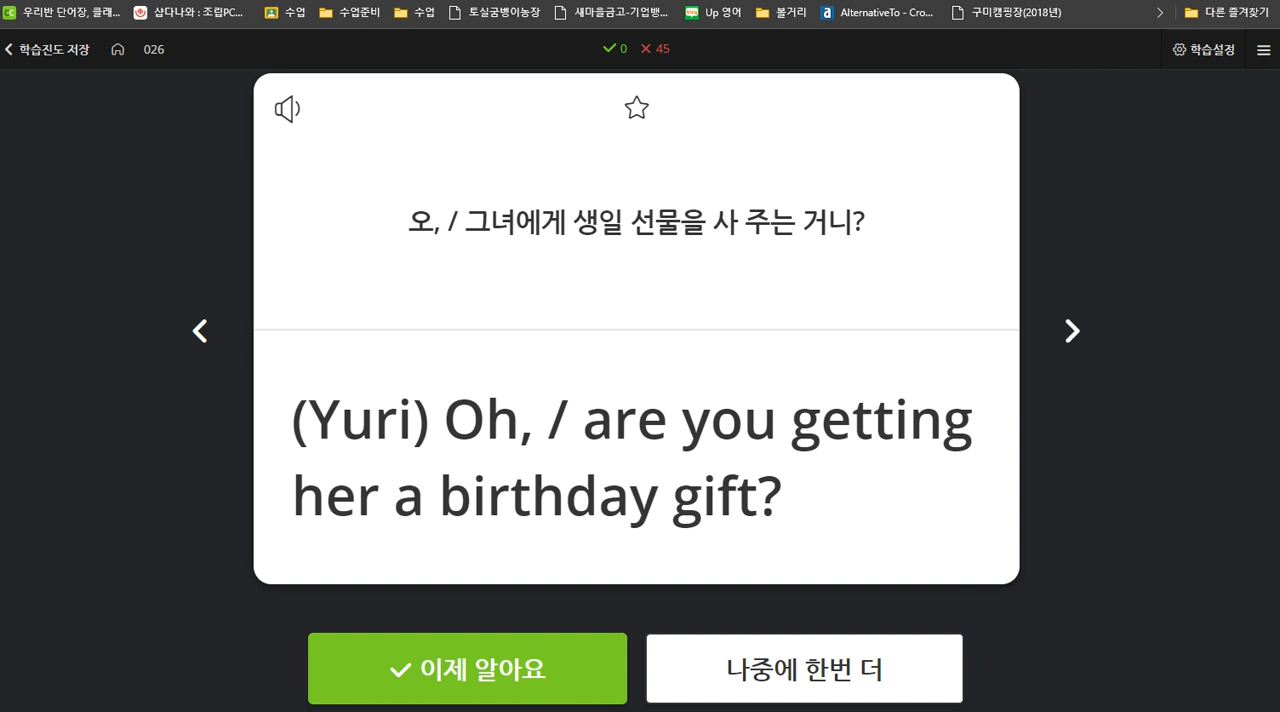 우리반 단어장, 클래... 샵다나와 : 조립PC... 수업 수업준비 수업 토실굼벵이농장 새마을금고-기업뱅... Up 영어 볼거리 AlternativeTo - Cro... 구미캠핑장(2018년) 다른 즐겨찾기
학습진도 저장 026 0 45 학습설정
오, / 그녀에게 생일 선물을 사 주는 거니?
(Yuri) Oh, / are you getting
her a birthday gift?
이제 알아요 나중에 한번 더